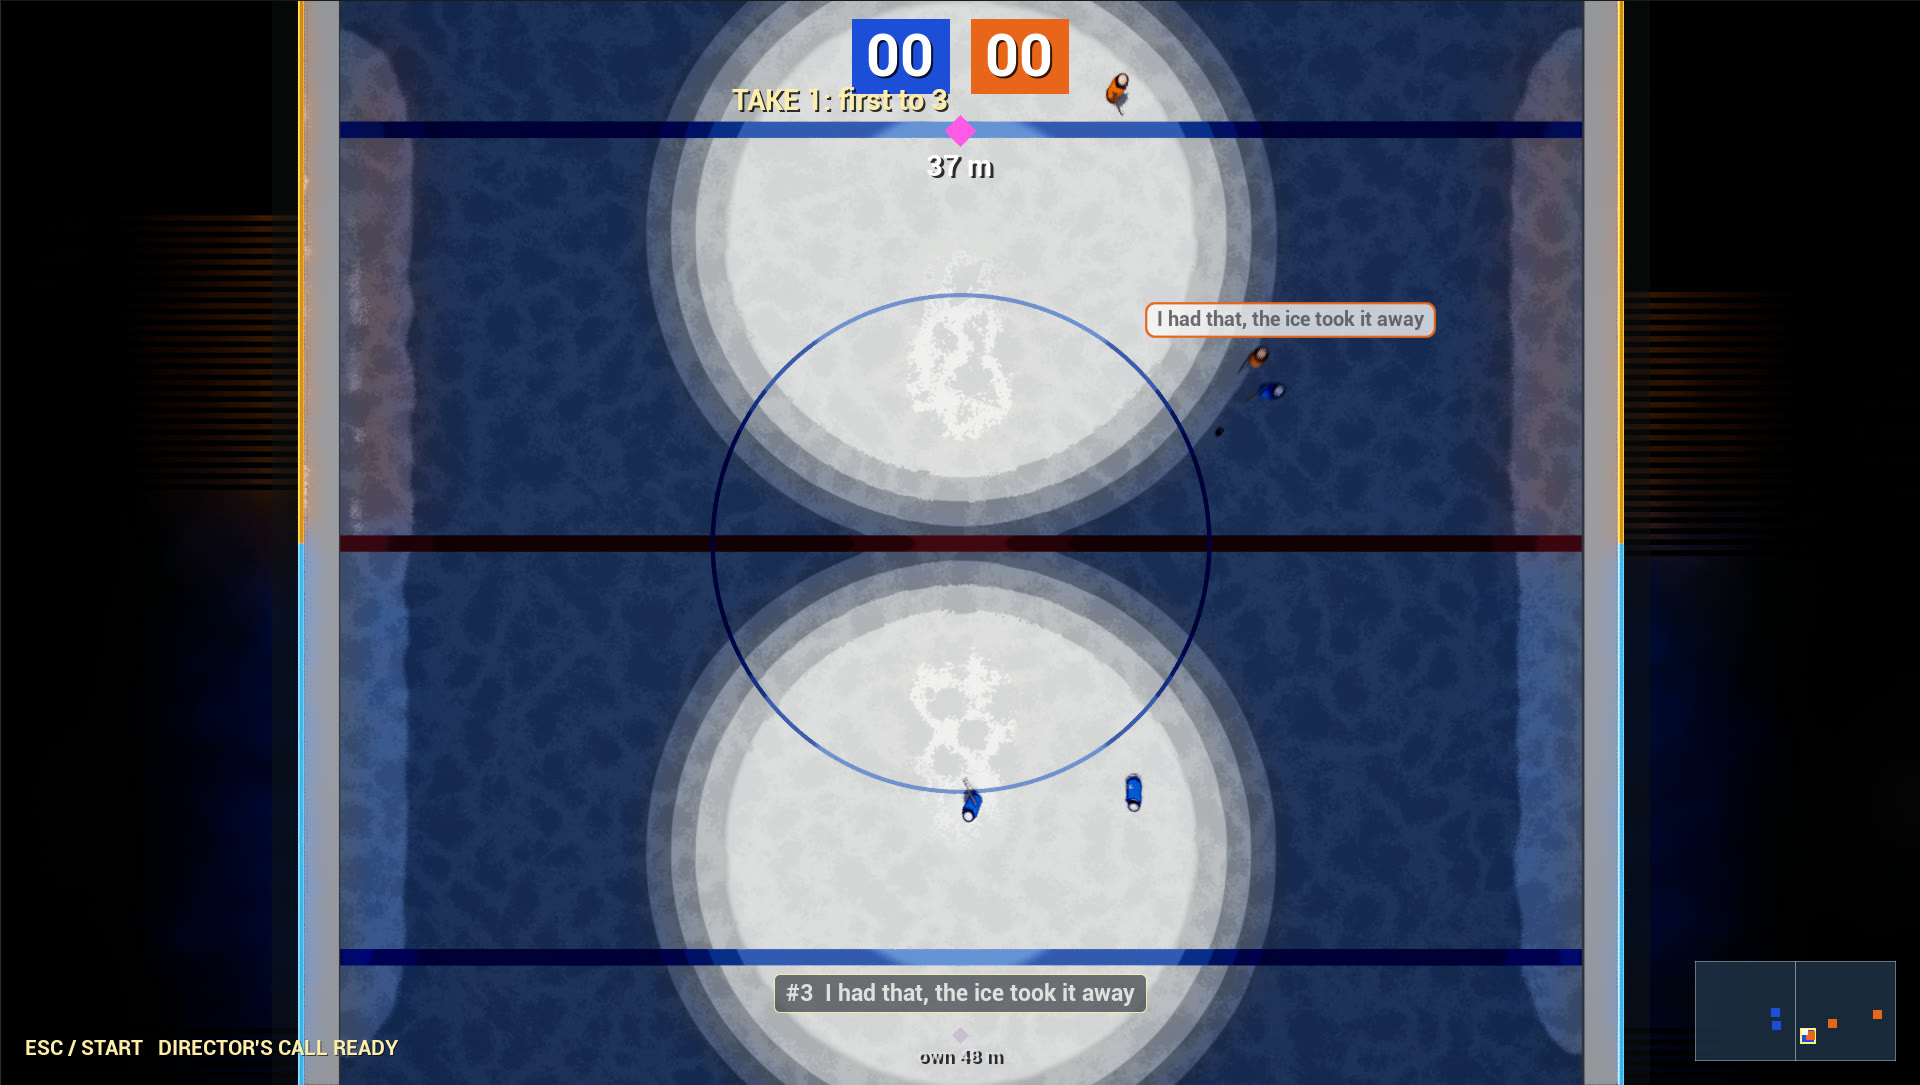 00 00
TAKE 1: first to 3
37 m
I had that, the ice took it away
#3 I had that, the ice took it away
own 48 m
ESC / START DIRECTOR'S CALL READY